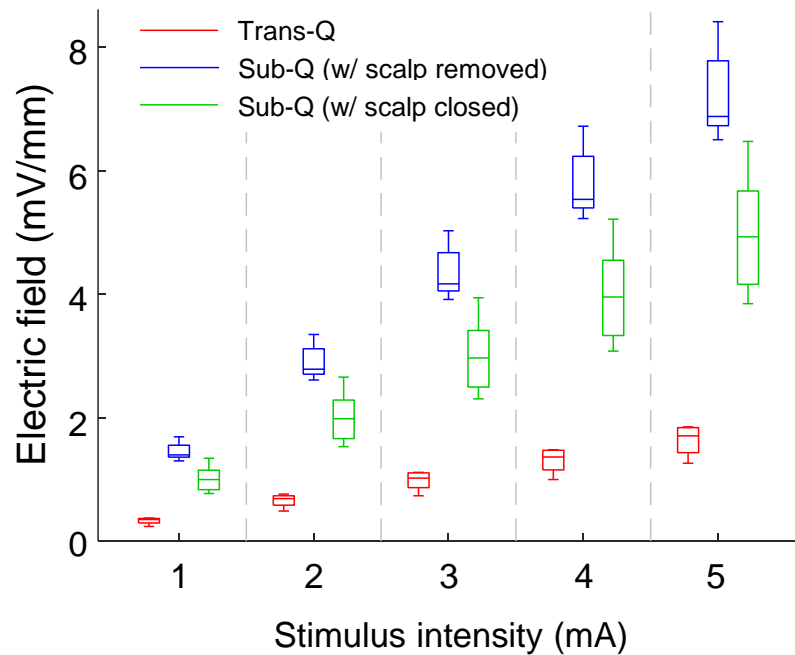 Trans-Q
Sub-Q (w/ scalp removed)
Sub-Q (w/ scalp closed)
Electric field (mV/mm)
8
6
4
2
0
1 2 3 4 5
Stimulus intensity (mA)